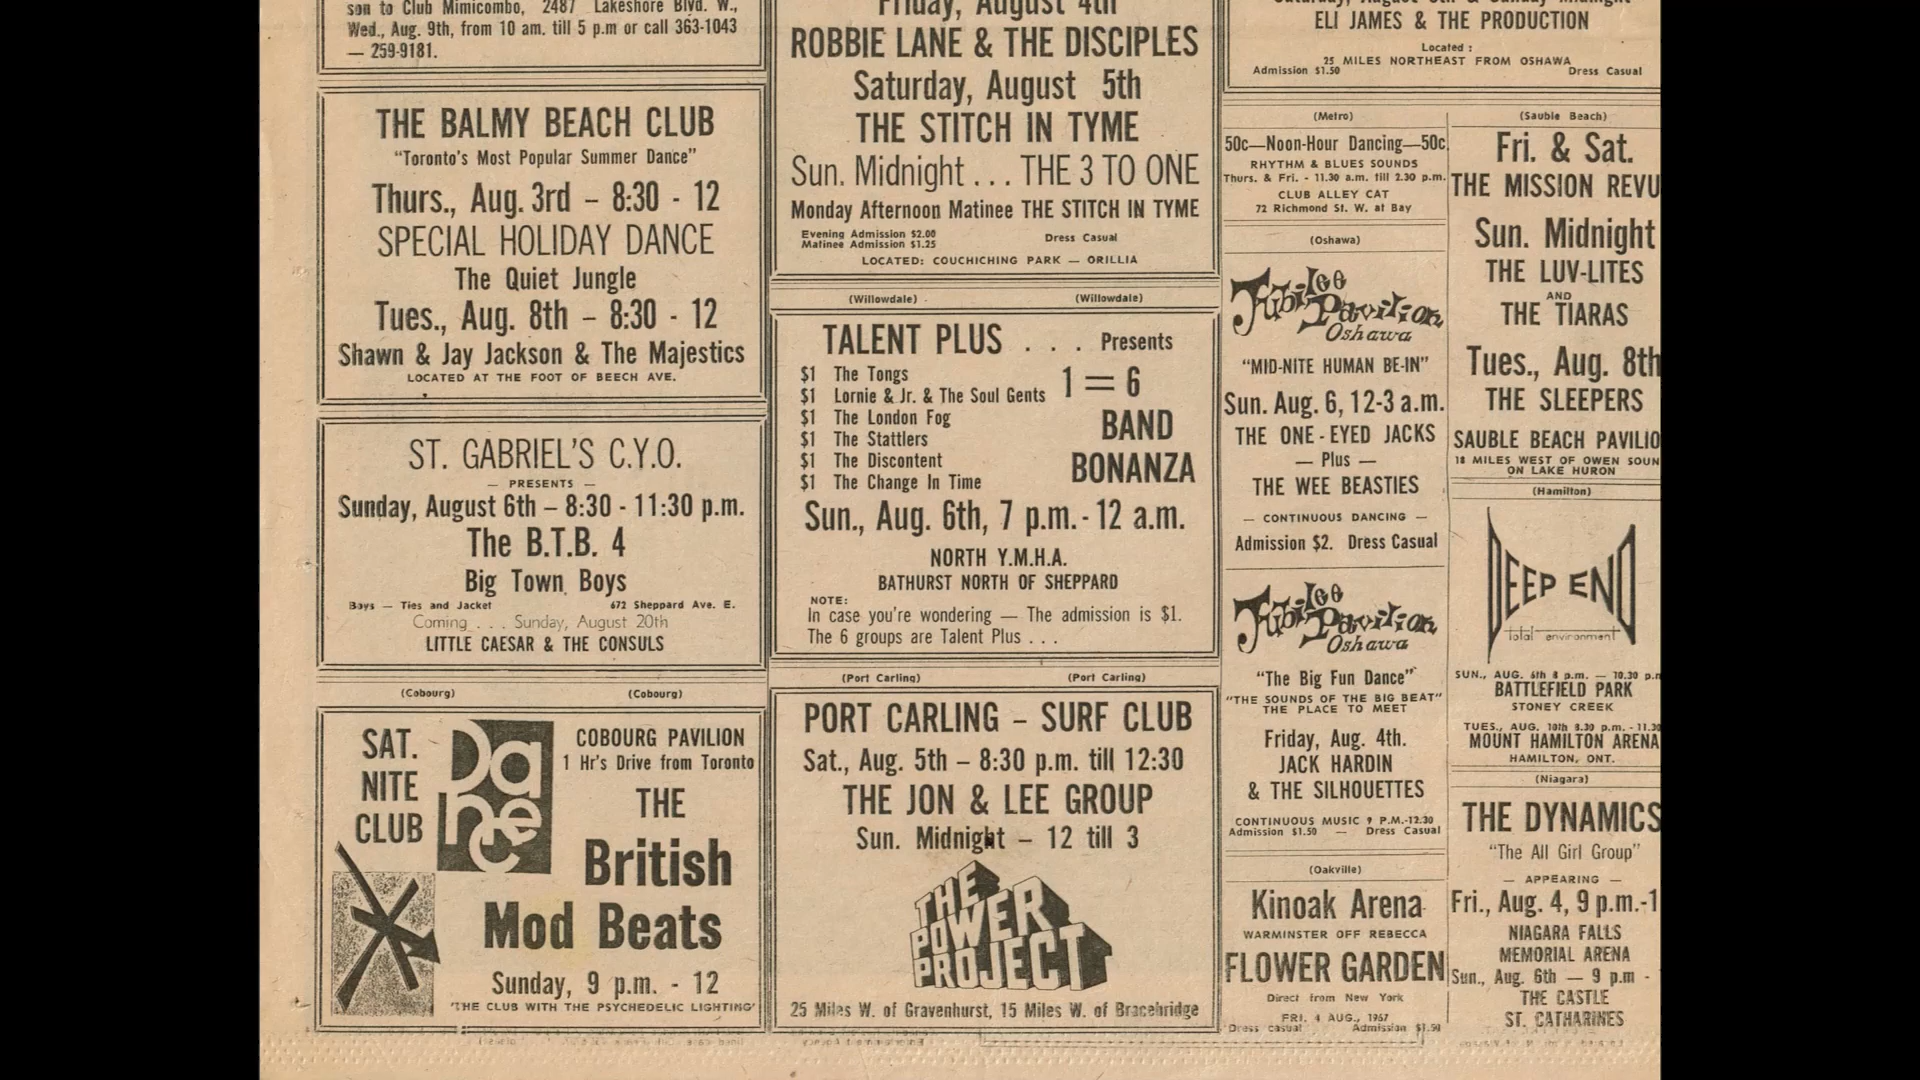 son to Club Mimicombo, 2487 Lakeshore Blvd. W.,
Wed., Aug. 9th, from 10 am. till 5 p.m or call 363-1043
— 259-9181.
THE BALMY BEACH CLUB
"Toronto's Most Popular Summer Dance"
Thurs., Aug. 3rd – 8:30 - 12
SPECIAL HOLIDAY DANCE
The Quiet Jungle
Tues., Aug. 8th – 8:30 - 12
Shawn & Jay Jackson & The Majestics
LOCATED AT THE FOOT OF BEECH AVE.
ST. GABRIEL'S C.Y.O.
— PRESENTS —
Sunday, August 6th – 8:30 - 11:30 p.m.
The B.T.B. 4
Big Town Boys
Boys — Ties and Jacket 672 Sheppard Ave. E.
Coming . . . Sunday, August 20th
LITTLE CAESAR & THE CONSULS
(Cobourg) (Cobourg)
SAT.
NITE
CLUB
Dance
COBOURG PAVILION
1 Hr's Drive from Toronto
THE
British
Mod Beats
Sunday, 9 p.m. - 12
"THE CLUB WITH THE PSYCHEDELIC LIGHTING"
Friday, August 4th
ROBBIE LANE & THE DISCIPLES
Saturday, August 5th
THE STITCH IN TYME
Sun. Midnight . . . THE 3 TO ONE
Monday Afternoon Matinee THE STITCH IN TYME
Evening Admission $2.00
Matinee Admission $1.25
Dress Casual
LOCATED: COUCHICHING PARK — ORILLIA
(Willowdale) (Willowdale)
TALENT PLUS . . . Presents
$1 The Tongs
$1 Lornie & Jr. & The Soul Gents
$1 The London Fog
$1 The Stattlers
$1 The Discontent
$1 The Change In Time
1 = 6
BAND
BONANZA
Sun., Aug. 6th, 7 p.m. - 12 a.m.
NORTH Y.M.H.A.
BATHURST NORTH OF SHEPPARD
NOTE:
In case you're wondering — The admission is $1.
The 6 groups are Talent Plus . . .
(Port Carling) (Port Carling)
PORT CARLING – SURF CLUB
Sat., Aug. 5th – 8:30 p.m. till 12:30
THE JON & LEE GROUP
Sun. Midnight – 12 till 3
THE
POWER
PROJECT
25 Miles W. of Gravenhurst, 15 Miles W. of Bracebridge
ELI JAMES & THE PRODUCTION
Located :
25 MILES NORTHEAST FROM OSHAWA
Admission $1.50 Dress Casual
(Metro)
50c—Noon-Hour Dancing—50c
RHYTHM & BLUES SOUNDS
Thurs. & Fri. - 11.30 a.m. till 2.30 p.m.
CLUB ALLEY CAT
72 Richmond St. W. at Bay
(Oshawa)
Jubilee
Pavilion
Oshawa
"MID-NITE HUMAN BE-IN"
Sun. Aug. 6, 12-3 a.m.
THE ONE-EYED JACKS
— Plus —
THE WEE BEASTIES
— CONTINUOUS DANCING —
Admission $2. Dress Casual
Jubilee
Pavilion
Oshawa
"The Big Fun Dance"
"THE SOUNDS OF THE BIG BEAT"
THE PLACE TO MEET
Friday, Aug. 4th.
JACK HARDIN
& THE SILHOUETTES
CONTINUOUS MUSIC 9 P.M.-12.30
Admission $1.50 — Dress Casual
(Oakville)
Kinoak Arena
WARMINSTER OFF REBECCA
FLOWER GARDEN
Direct from New York
FRI. 4 AUG., 1967
Dress casual Admission $1.50
(Sauble Beach)
Fri. & Sat.
THE MISSION REVU
Sun. Midnight
THE LUV-LITES
AND
THE TIARAS
Tues., Aug. 8th
THE SLEEPERS
SAUBLE BEACH PAVILIO
18 MILES WEST OF OWEN SOUN
ON LAKE HURON
(Hamilton)
DEEP END
total environment
SUN., AUG. 6th 8 p.m. — 10.30 p.m
BATTLEFIELD PARK
STONEY CREEK
TUES., AUG. 10th 8.30 p.m. - 11.30
MOUNT HAMILTON ARENA
HAMILTON, ONT.
(Niagara)
THE DYNAMICS
"The All Girl Group"
— APPEARING —
Fri., Aug. 4, 9 p.m.-1
NIAGARA FALLS
MEMORIAL ARENA
Sun., Aug. 6th — 9 p.m -
THE CASTLE
ST. CATHARINES